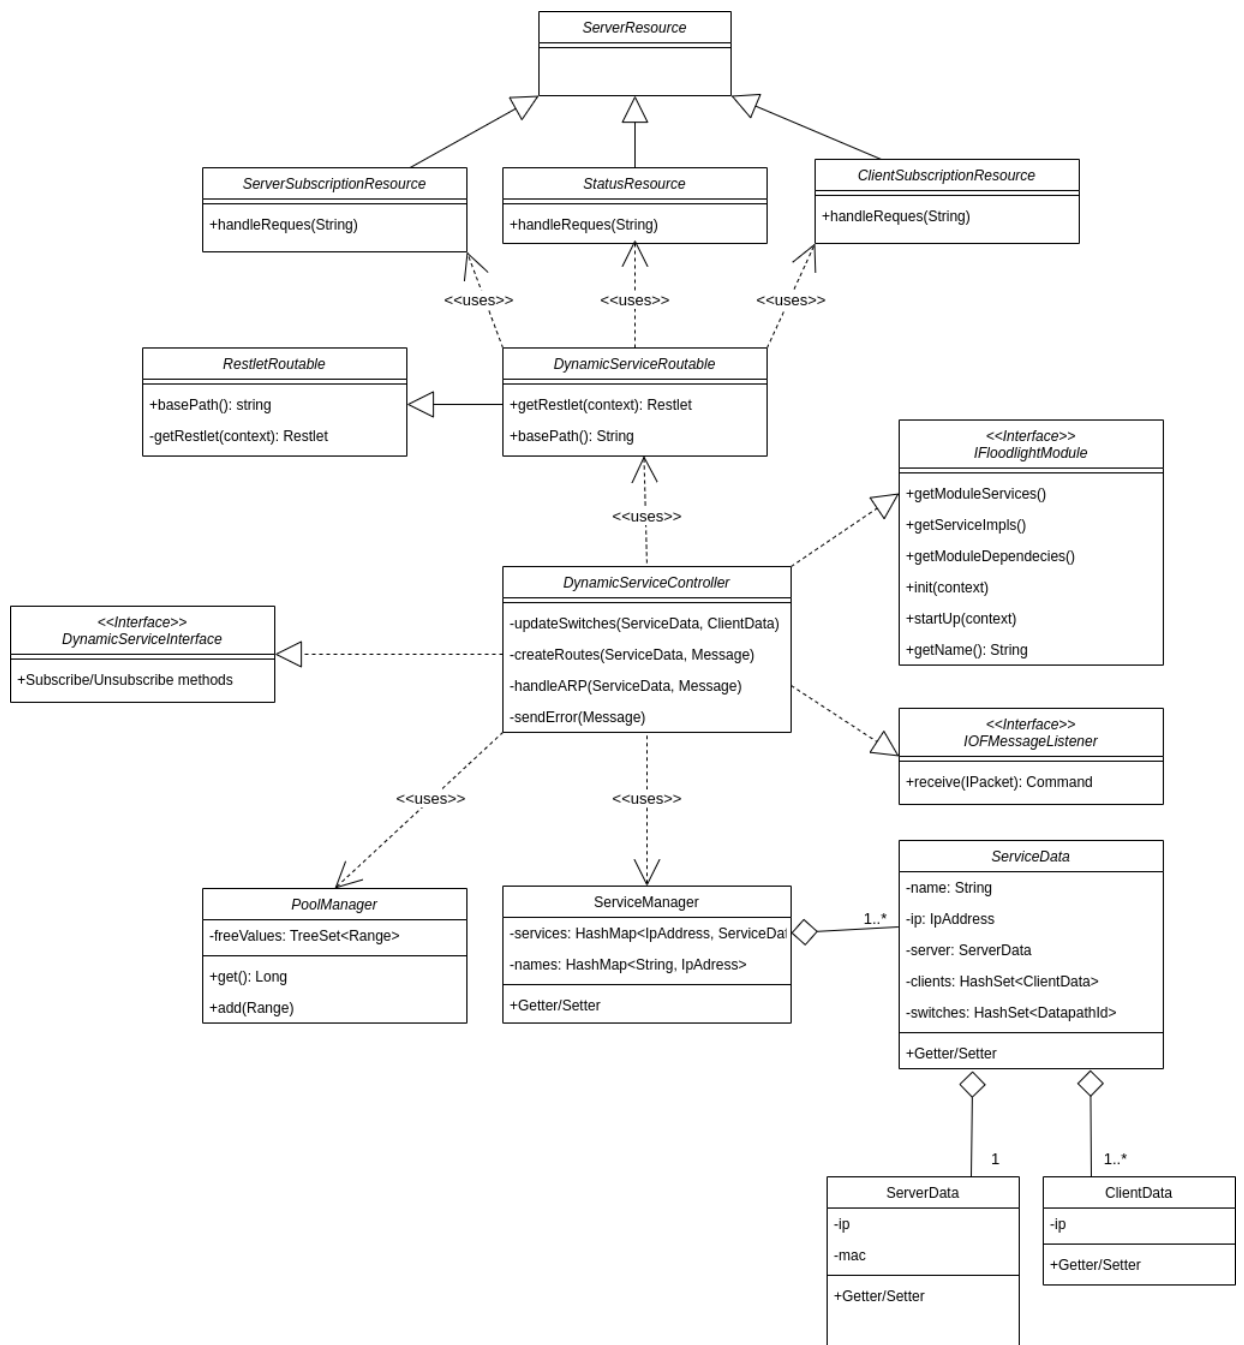 ServerResource
ServerSubscriptionResource
+handleReques(String)
StatusResource
+handleReques(String)
ClientSubscriptionResource
+handleReques(String)
<<uses>>
<<uses>>
<<uses>>
RestletRoutable
+basePath(): string
-getRestlet(context): Restlet
DynamicServiceRoutable
+getRestlet(context): Restlet
+basePath(): String
<<Interface>>
IFloodlightModule
+getModuleServices()
+getServiceImpls()
+getModuleDependecies()
+init(context)
+startUp(context)
+getName(): String
<<uses>>
DynamicServiceController
-updateSwitches(ServiceData, ClientData)
-createRoutes(ServiceData, Message)
-handleARP(ServiceData, Message)
-sendError(Message)
<<Interface>>
DynamicServiceInterface
+Subscribe/Unsubscribe methods
<<Interface>>
IOFMessageListener
+receive(IPacket): Command
<<uses>>
<<uses>>
PoolManager
-freeValues: TreeSet<Range>
+get(): Long
+add(Range)
ServiceManager
-services: HashMap<IpAddress, ServiceDat
-names: HashMap<String, IpAdress>
+Getter/Setter
1..*
ServiceData
-name: String
-ip: IpAddress
-server: ServerData
-clients: HashSet<ClientData>
-switches: HashSet<DatapathId>
+Getter/Setter
1
1..*
ServerData
-ip
-mac
+Getter/Setter
ClientData
-ip
+Getter/Setter